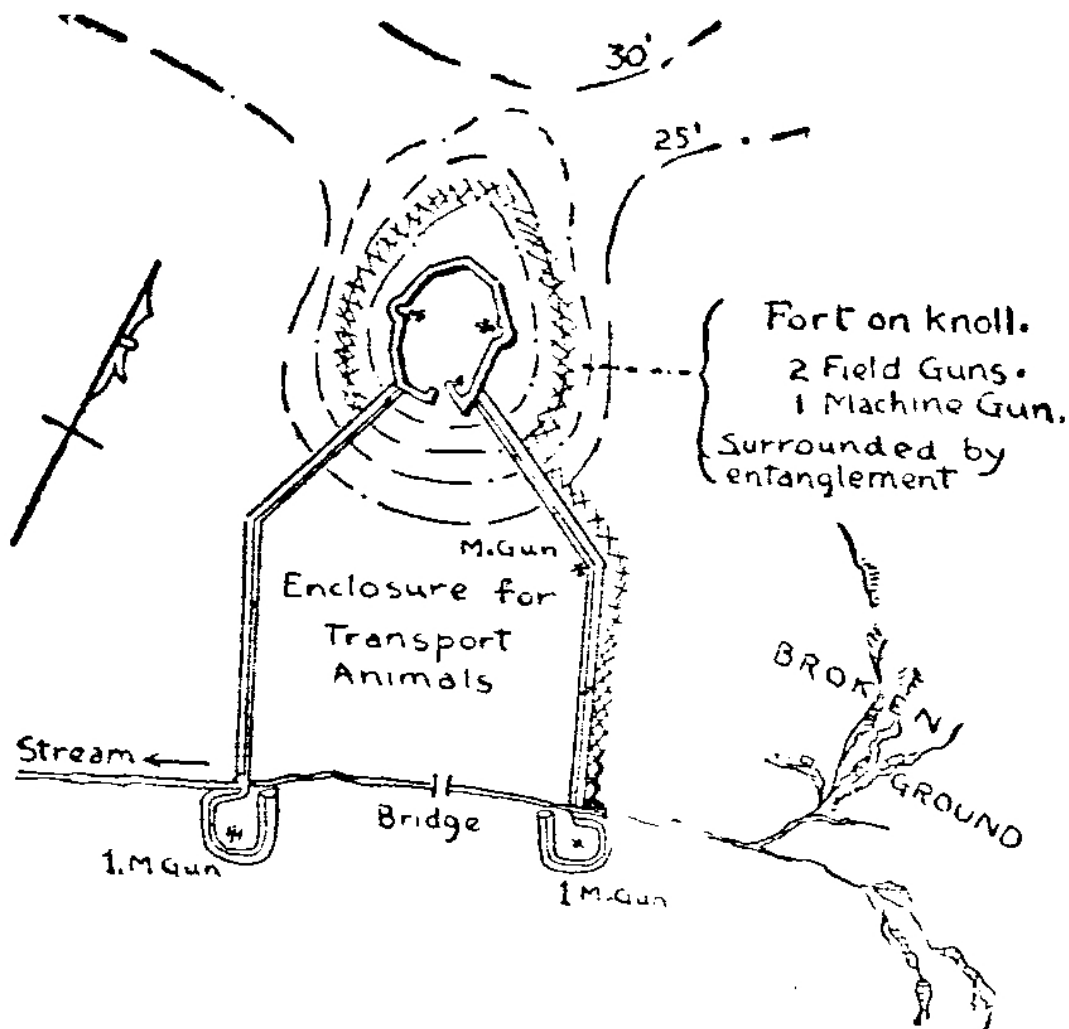 30'
25'
Fort on knoll.
2 Field Guns.
1 Machine Gun.
Surrounded by
entanglement
M.Gun
Enclosure for
Transport
Animals
BROKEN
GROUND
Stream
Bridge
1.M Gun
1 M.Gun